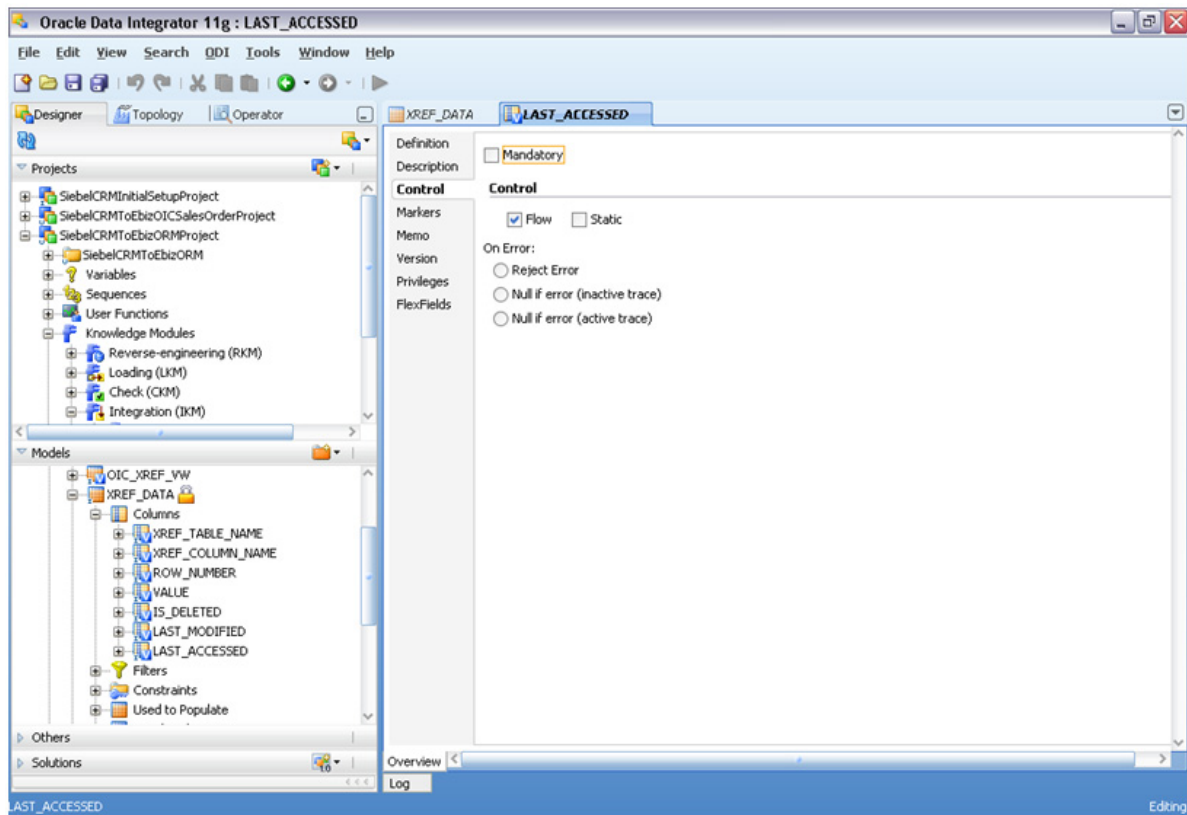 Oracle Data Integrator 11g : LAST_ACCESSED
File Edit View Search ODI Tools Window Help
Designer Topology Operator
Projects
SiebelCRMInitialSetupProject
SiebelCRMToEbizOICSalesOrderProject
SiebelCRMToEbizORMProject
SiebelCRMToEbizORM
Variables
Sequences
User Functions
Knowledge Modules
Reverse-engineering (RKM)
Loading (LKM)
Check (CKM)
Integration (IKM)
Models
OIC_XREF_VW
XREF_DATA
Columns
XREF_TABLE_NAME
XREF_COLUMN_NAME
ROW_NUMBER
VALUE
IS_DELETED
LAST_MODIFIED
LAST_ACCESSED
Filters
Constraints
Used to Populate
Others
Solutions
XREF_DATA LAST_ACCESSED
Definition
Description
Control
Markers
Memo
Version
Privileges
FlexFields
Mandatory
Control
Flow Static
On Error:
Reject Error
Null if error (inactive trace)
Null if error (active trace)
Overview
Log
LAST_ACCESSED Editing